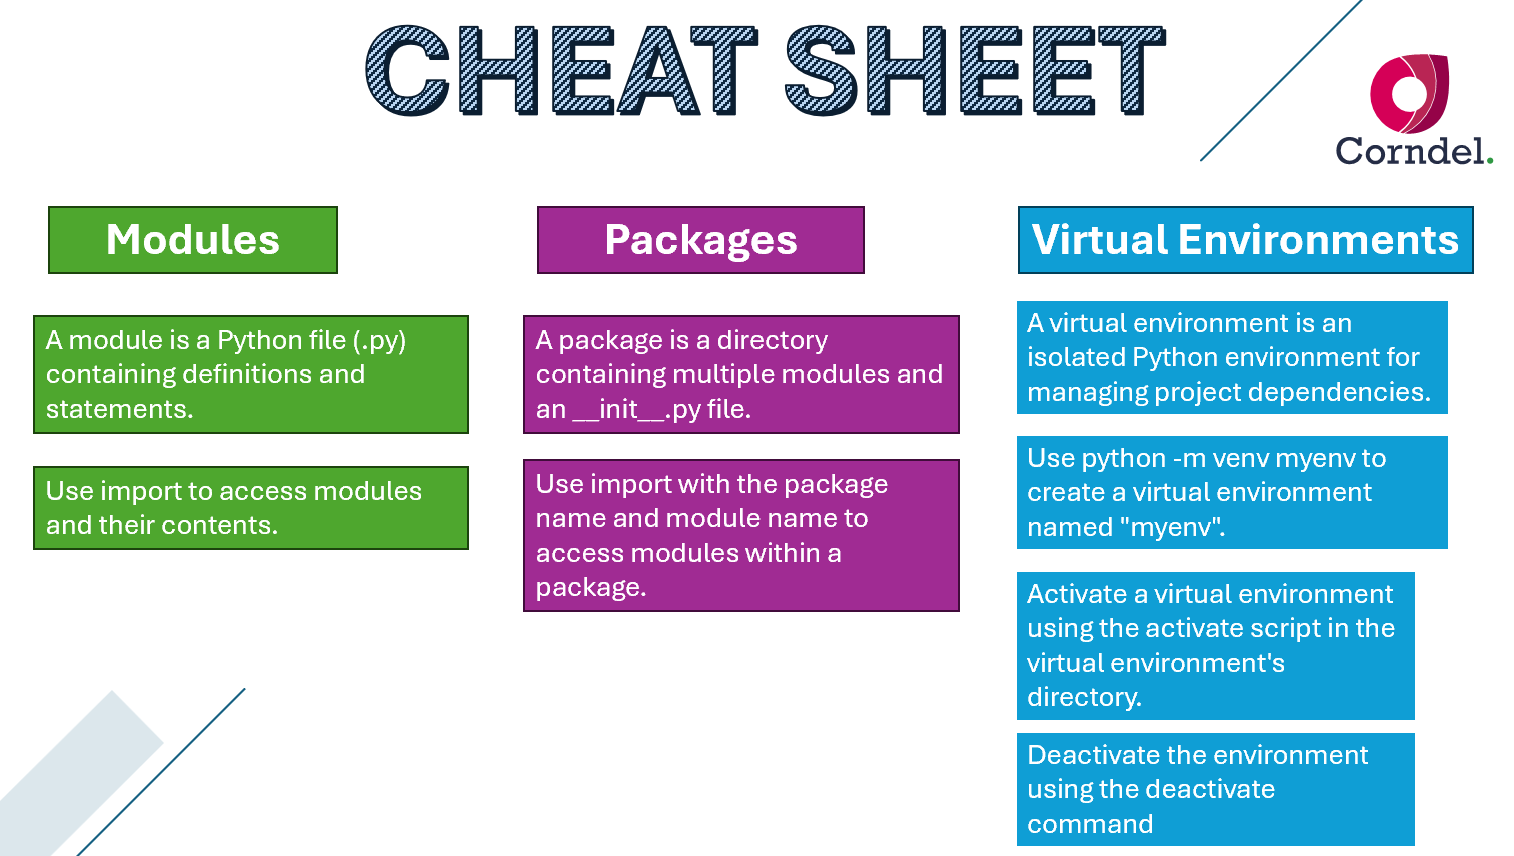 CHEAT SHEET
Corndel.
Modules
A module is a Python file (.py)
containing definitions and
statements.
Use import to access modules
and their contents.
Packages
A package is a directory
containing multiple modules and
an __init__.py file.
Use import with the package
name and module name to
access modules within a
package.
Virtual Environments
A virtual environment is an
isolated Python environment for
managing project dependencies.
Use python -m venv myenv to
create a virtual environment
named "myenv".
Activate a virtual environment
using the activate script in the
virtual environment's
directory.
Deactivate the environment
using the deactivate
command